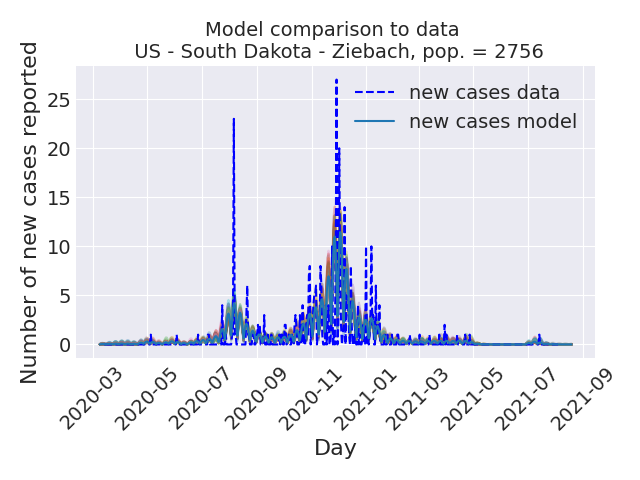 Model comparison to data
US - South Dakota - Ziebach, pop. = 2756
Number of new cases reported
25
20
15
10
5
0
new cases data
new cases model
2020-03
2020-05
2020-07
2020-09
2020-11
2021-01
2021-03
2021-05
2021-07
2021-09
Day